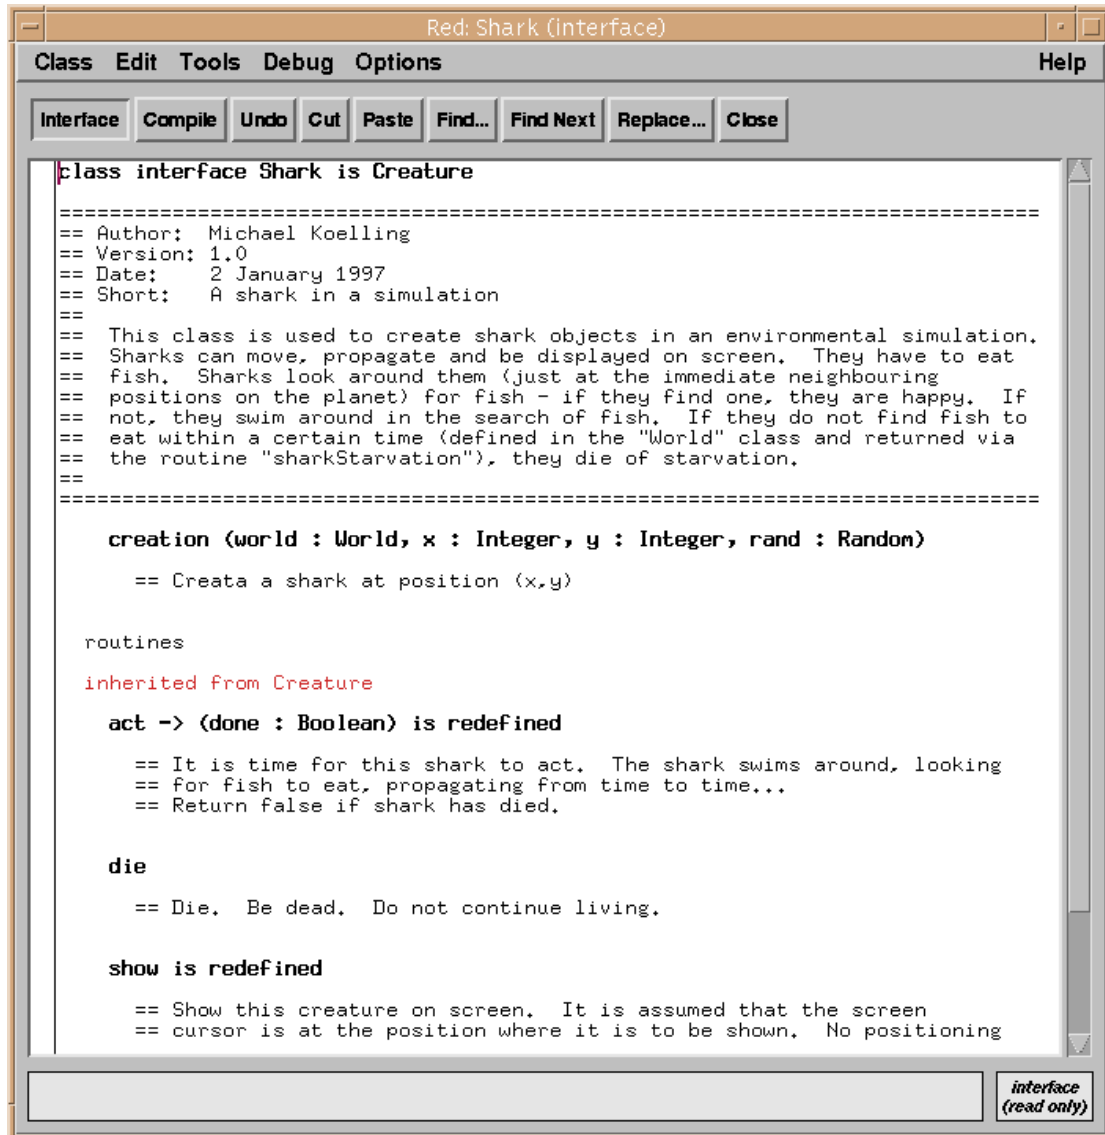 Red: Shark (interface)
Class Edit Tools Debug Options Help
Interface Compile Undo Cut Paste Find... Find Next Replace... Close
class interface Shark is Creature
==============================================================================
== Author:  Michael Koelling
== Version: 1.0
== Date:    2 January 1997
== Short:   A shark in a simulation
==
==  This class is used to create shark objects in an environmental simulation.
==  Sharks can move, propagate and be displayed on screen.  They have to eat
==  fish.  Sharks look around them (just at the immediate neighbouring
==  positions on the planet) for fish - if they find one, they are happy.  If
==  not, they swim around in the search of fish.  If they do not find fish to
==  eat within a certain time (defined in the "World" class and returned via
==  the routine "sharkStarvation"), they die of starvation.
==
==============================================================================
creation (world : World, x : Integer, y : Integer, rand : Random)
== Creata a shark at position (x,y)
routines
inherited from Creature
act -> (done : Boolean) is redefined
== It is time for this shark to act.  The shark swims around, looking
== for fish to eat, propagating from time to time...
== Return false if shark has died.
die
== Die.  Be dead.  Do not continue living.
show is redefined
== Show this creature on screen.  It is assumed that the screen
== cursor is at the position where it is to be shown.  No positioning
interface
(read only)